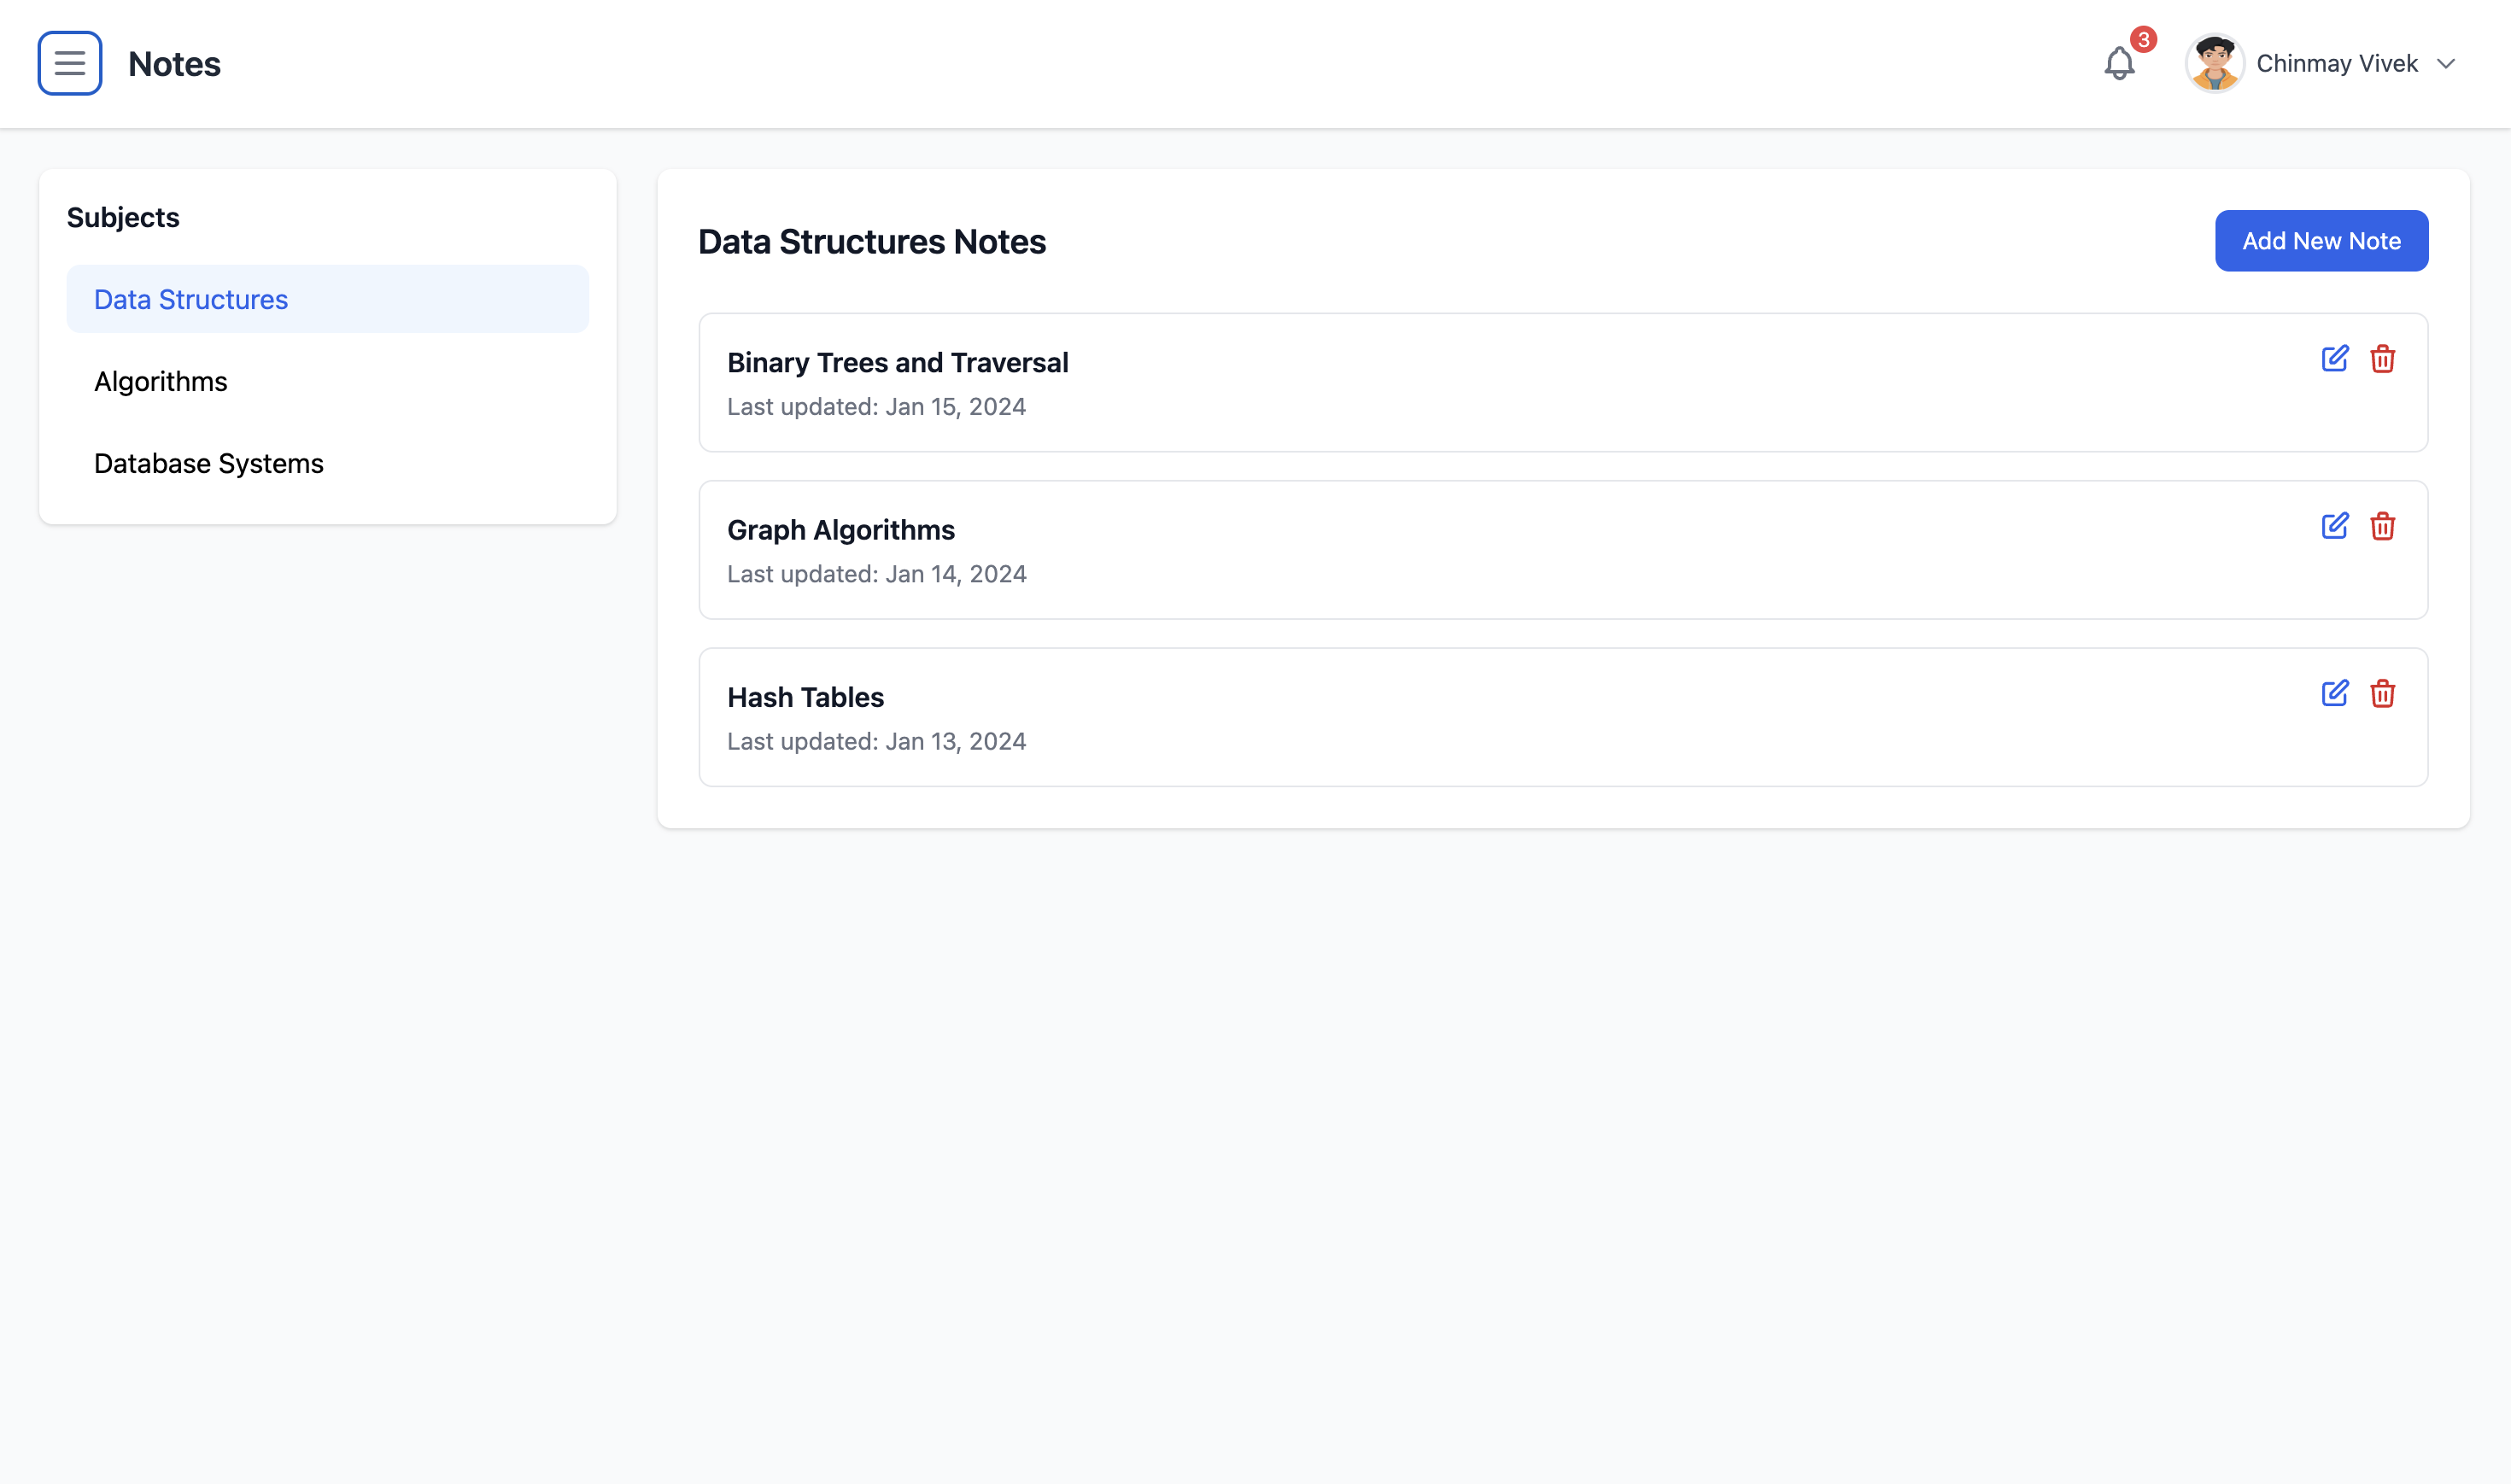 Notes
3
Chinmay Vivek
Subjects
Data Structures
Algorithms
Database Systems
Data Structures Notes
Add New Note
Binary Trees and Traversal
Last updated: Jan 15, 2024
Graph Algorithms
Last updated: Jan 14, 2024
Hash Tables
Last updated: Jan 13, 2024